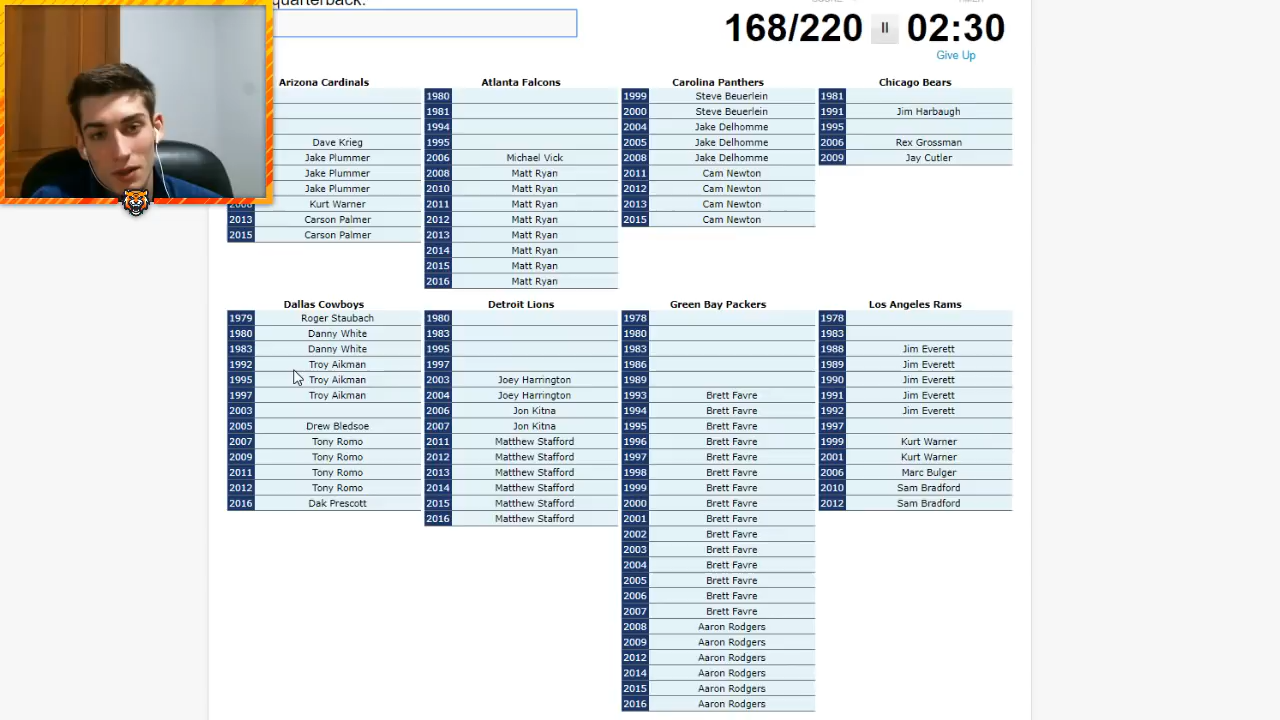 quarterback.
168/220
02:30
Give Up
Arizona Cardinals
Dave Krieg
Jake Plummer
Jake Plummer
Jake Plummer
Kurt Warner
2013 Carson Palmer
2015 Carson Palmer
Atlanta Falcons
1980
1981
1994
1995
2006 Michael Vick
2008 Matt Ryan
2010 Matt Ryan
2011 Matt Ryan
2012 Matt Ryan
2013 Matt Ryan
2014 Matt Ryan
2015 Matt Ryan
2016 Matt Ryan
Carolina Panthers
1999 Steve Beuerlein
2000 Steve Beuerlein
2004 Jake Delhomme
2005 Jake Delhomme
2008 Jake Delhomme
2011 Cam Newton
2012 Cam Newton
2013 Cam Newton
2015 Cam Newton
Chicago Bears
1981
1991 Jim Harbaugh
1995
2006 Rex Grossman
2009 Jay Cutler
Dallas Cowboys
1979 Roger Staubach
1980 Danny White
1983 Danny White
1992 Troy Aikman
1995 Troy Aikman
1997 Troy Aikman
2003
2005 Drew Bledsoe
2007 Tony Romo
2009 Tony Romo
2011 Tony Romo
2012 Tony Romo
2016 Dak Prescott
Detroit Lions
1980
1983
1995
1997
2003 Joey Harrington
2004 Joey Harrington
2006 Jon Kitna
2007 Jon Kitna
2011 Matthew Stafford
2012 Matthew Stafford
2013 Matthew Stafford
2014 Matthew Stafford
2015 Matthew Stafford
2016 Matthew Stafford
Green Bay Packers
1978
1980
1983
1986
1989
1993 Brett Favre
1994 Brett Favre
1995 Brett Favre
1996 Brett Favre
1997 Brett Favre
1998 Brett Favre
1999 Brett Favre
2000 Brett Favre
2001 Brett Favre
2002 Brett Favre
2003 Brett Favre
2004 Brett Favre
2005 Brett Favre
2006 Brett Favre
2007 Brett Favre
2008 Aaron Rodgers
2009 Aaron Rodgers
2012 Aaron Rodgers
2014 Aaron Rodgers
2015 Aaron Rodgers
2016 Aaron Rodgers
Los Angeles Rams
1978
1983
1988 Jim Everett
1989 Jim Everett
1990 Jim Everett
1991 Jim Everett
1992 Jim Everett
1997
1999 Kurt Warner
2001 Kurt Warner
2006 Marc Bulger
2010 Sam Bradford
2012 Sam Bradford